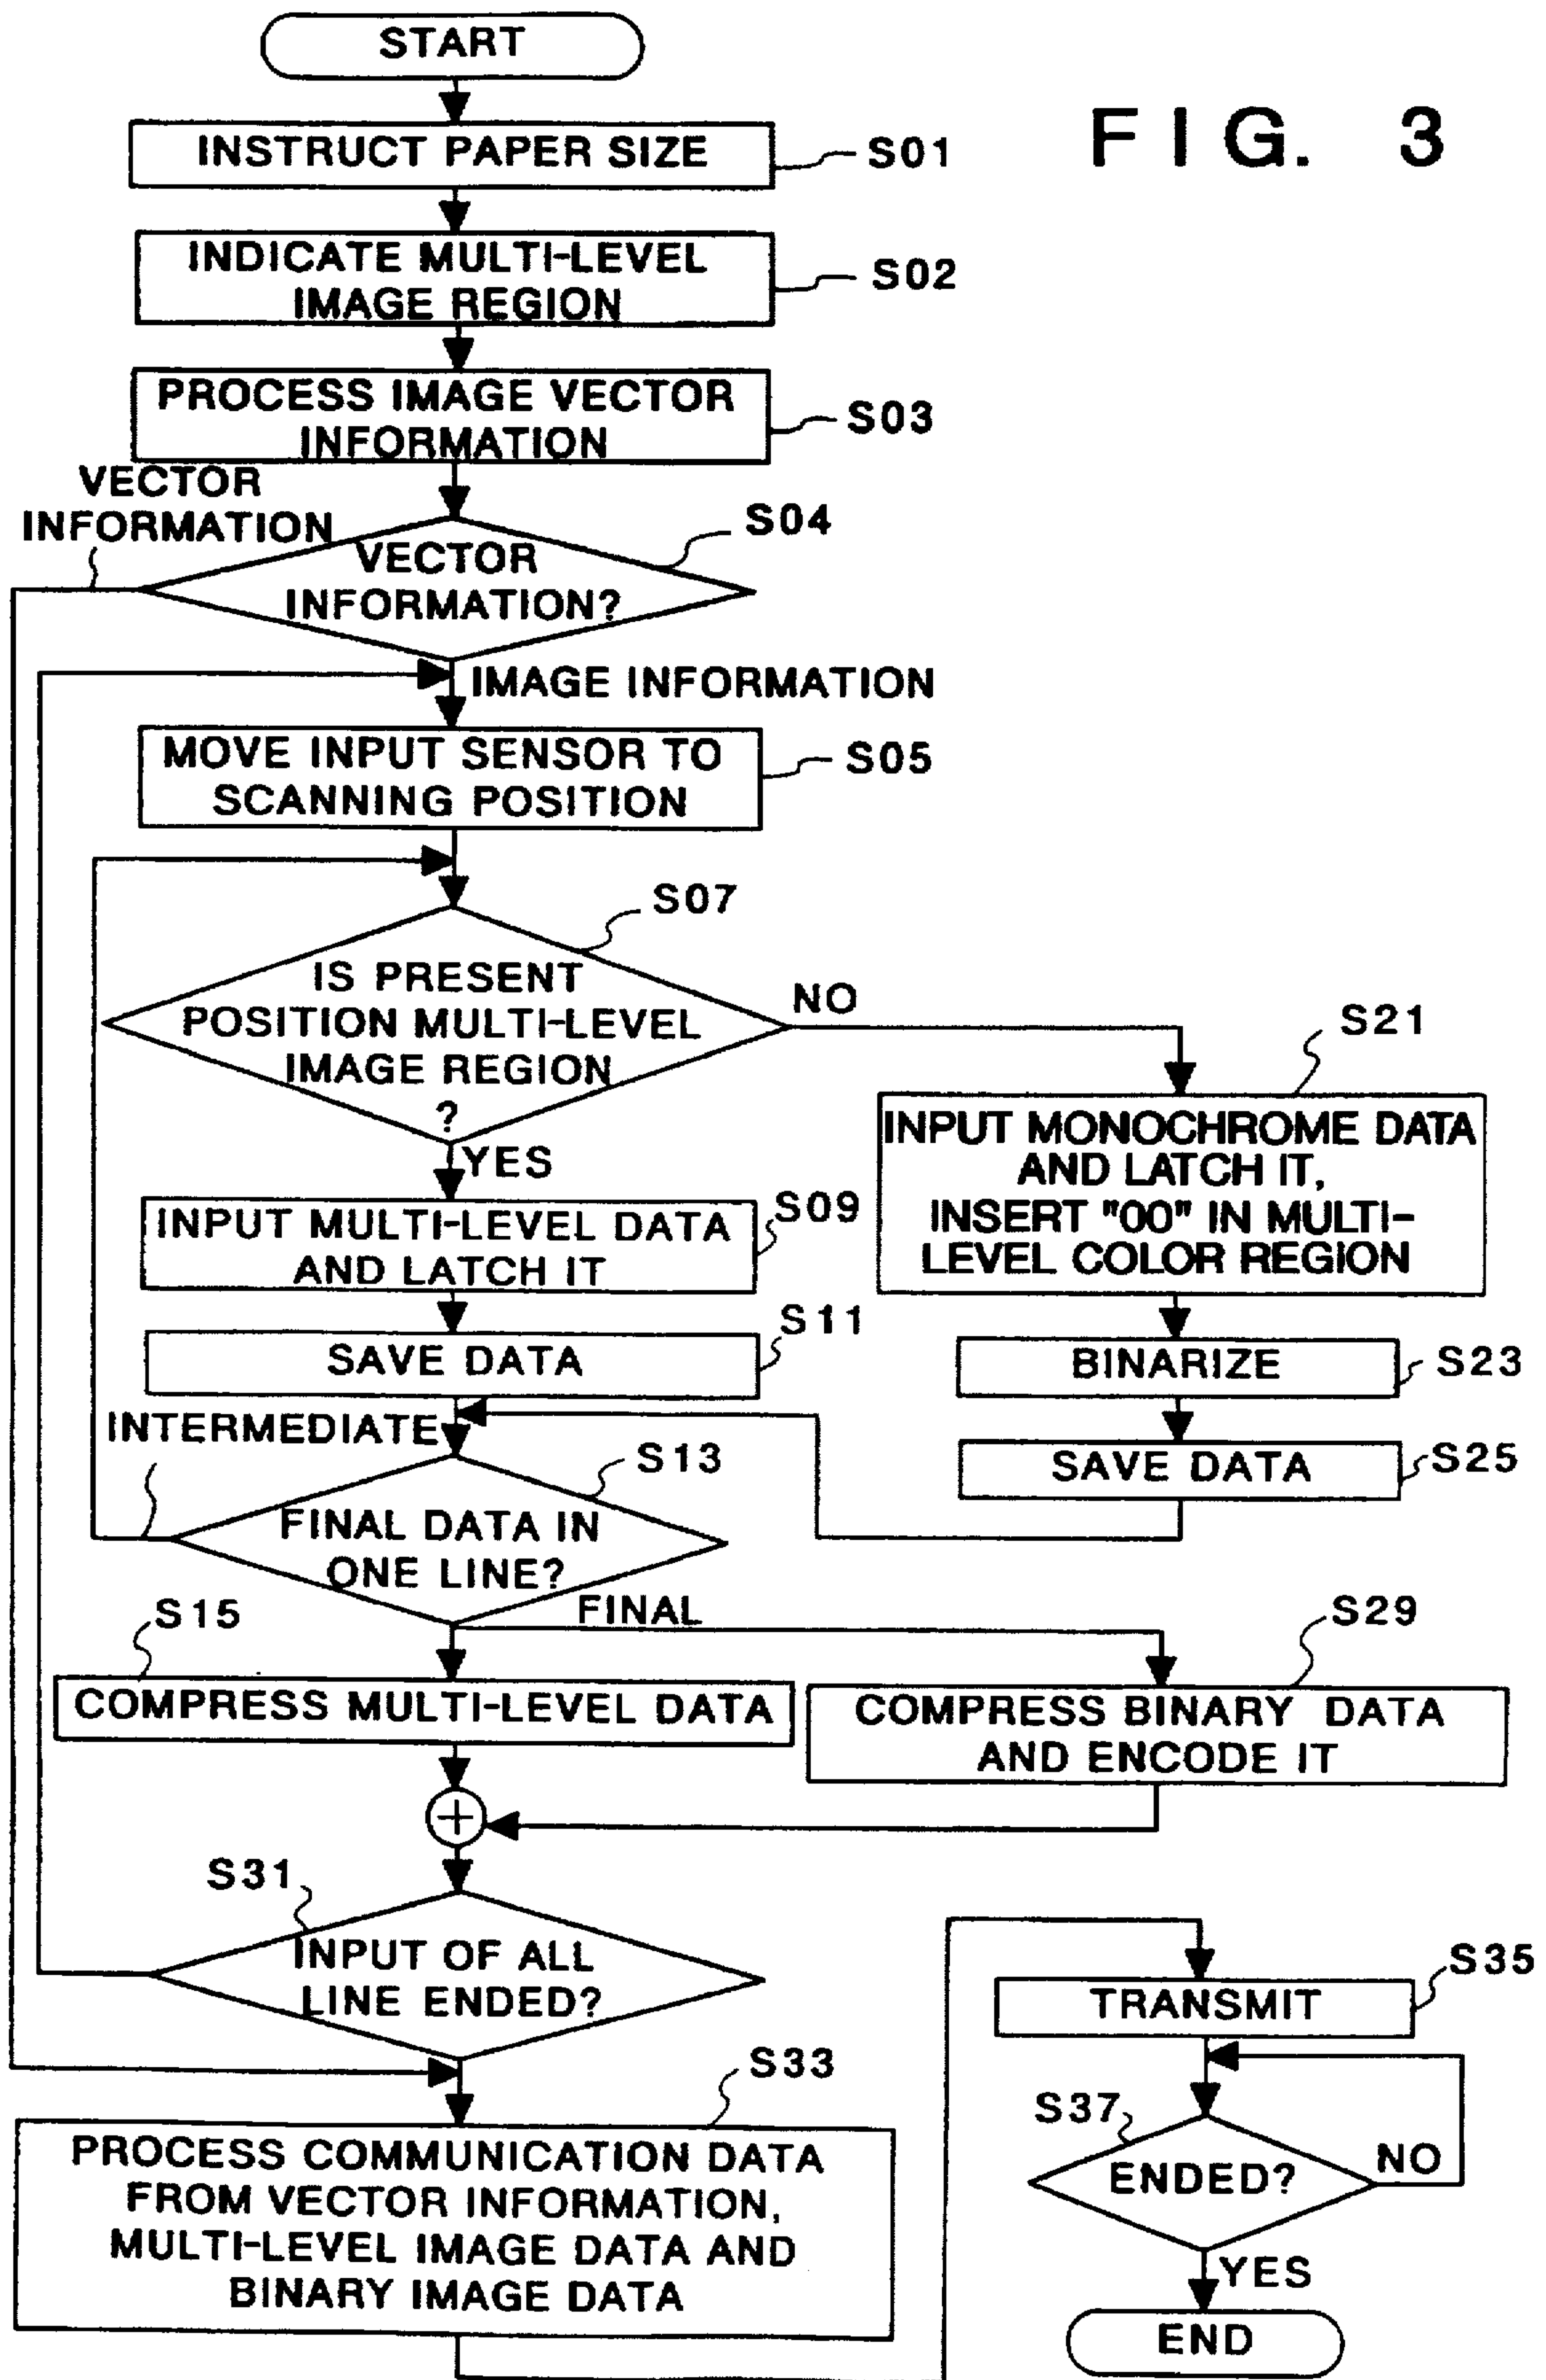 START
FIG. 3
INSTRUCT PAPER SIZE
S01
INDICATE MULTI-LEVEL
IMAGE REGION
S02
PROCESS IMAGE VECTOR
INFORMATION
S03
VECTOR
INFORMATION
VECTOR
INFORMATION?
S04
IMAGE INFORMATION
MOVE INPUT SENSOR TO
SCANNING POSITION
S05
S07
IS PRESENT
POSITION MULTI-LEVEL
IMAGE REGION
?
NO
YES
S21
INPUT MONOCHROME DATA
AND LATCH IT,
INSERT "00" IN MULTI-
LEVEL COLOR REGION
INPUT MULTI-LEVEL DATA
AND LATCH IT
S09
SAVE DATA
S11
BINARIZE
S23
SAVE DATA
S25
INTERMEDIATE
S13
FINAL DATA IN
ONE LINE?
FINAL
S15
COMPRESS MULTI-LEVEL DATA
S29
COMPRESS BINARY DATA
AND ENCODE IT
+
S31
INPUT OF ALL
LINE ENDED?
S33
PROCESS COMMUNICATION DATA
FROM VECTOR INFORMATION,
MULTI-LEVEL IMAGE DATA AND
BINARY IMAGE DATA
S35
TRANSMIT
S37
ENDED?
NO
YES
END